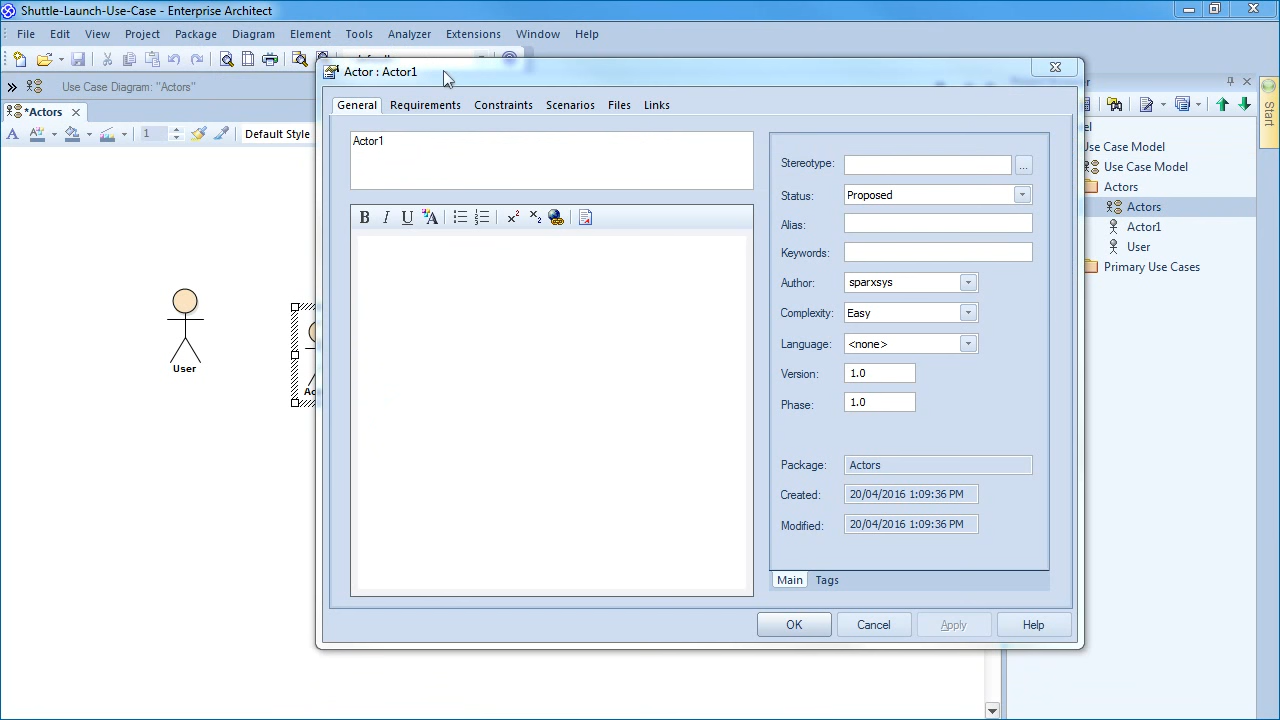 Shuttle-Launch-Use-Case - Enterprise Architect
File Edit View Project Package Diagram Element Tools Analyzer Extensions Window Help
Actor : Actor1
Use Case Diagram: "Actors"
*Actors
General Requirements Constraints Scenarios Files Links
1 Default Style
Actor1
Stereotype:
...
Status: Proposed
Alias:
Keywords:
Author: sparxsys
Complexity: Easy
Language: <none>
Version: 1.0
Phase: 1.0
Package: Actors
Created: 20/04/2016 1:09:36 PM
Modified: 20/04/2016 1:09:36 PM
Main Tags
OK Cancel Apply Help
User
Use Case Model
Use Case Model
Actors
Actors
Actor1
User
Primary Use Cases
Start